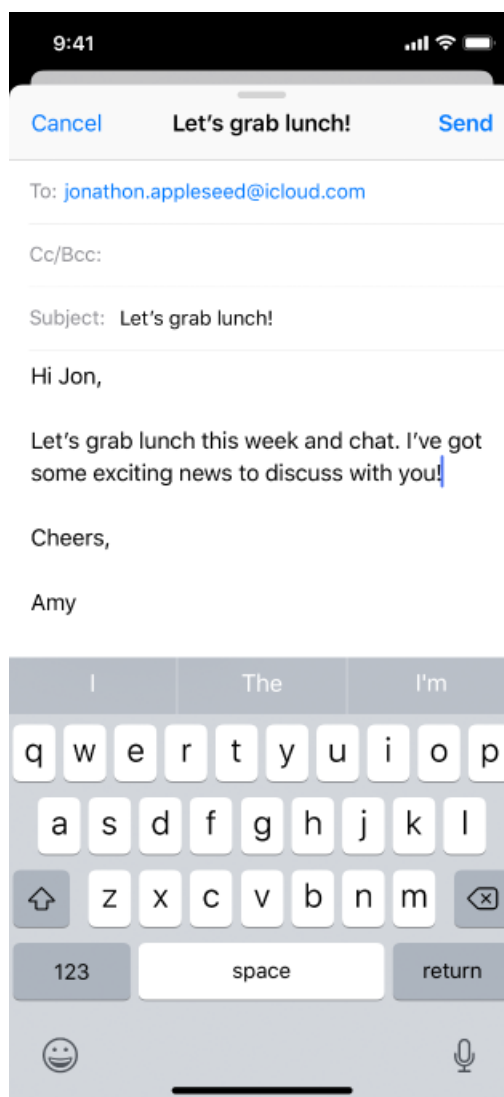 9:41
Cancel Let’s grab lunch! Send
To: jonathon.appleseed@icloud.com
Cc/Bcc:
Subject: Let’s grab lunch!
Hi Jon,
Let’s grab lunch this week and chat. I’ve got
some exciting news to discuss with you!
Cheers,
Amy
I The I'm
q w e r t y u i o p
a s d f g h j k l
z x c v b n m
123 space return